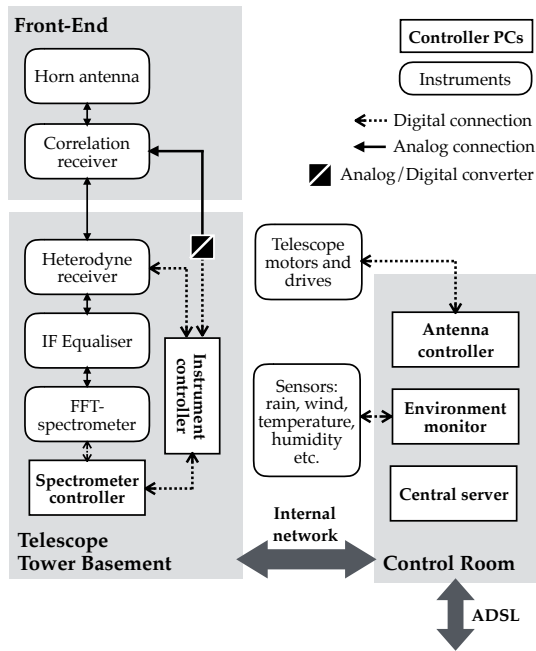 Front-End
Horn antenna
Correlation
receiver
Controller PCs
Instruments
Digital connection
Analog connection
Analog/Digital converter
Heterodyne
receiver
IF Equaliser
FFT-
spectrometer
Spectrometer
controller
Instrument
controller
Telescope
Tower Basement
Telescope
motors and
drives
Antenna
controller
Sensors:
rain, wind,
temperature,
humidity
etc.
Environment
monitor
Central server
Internal
network
Control Room
ADSL